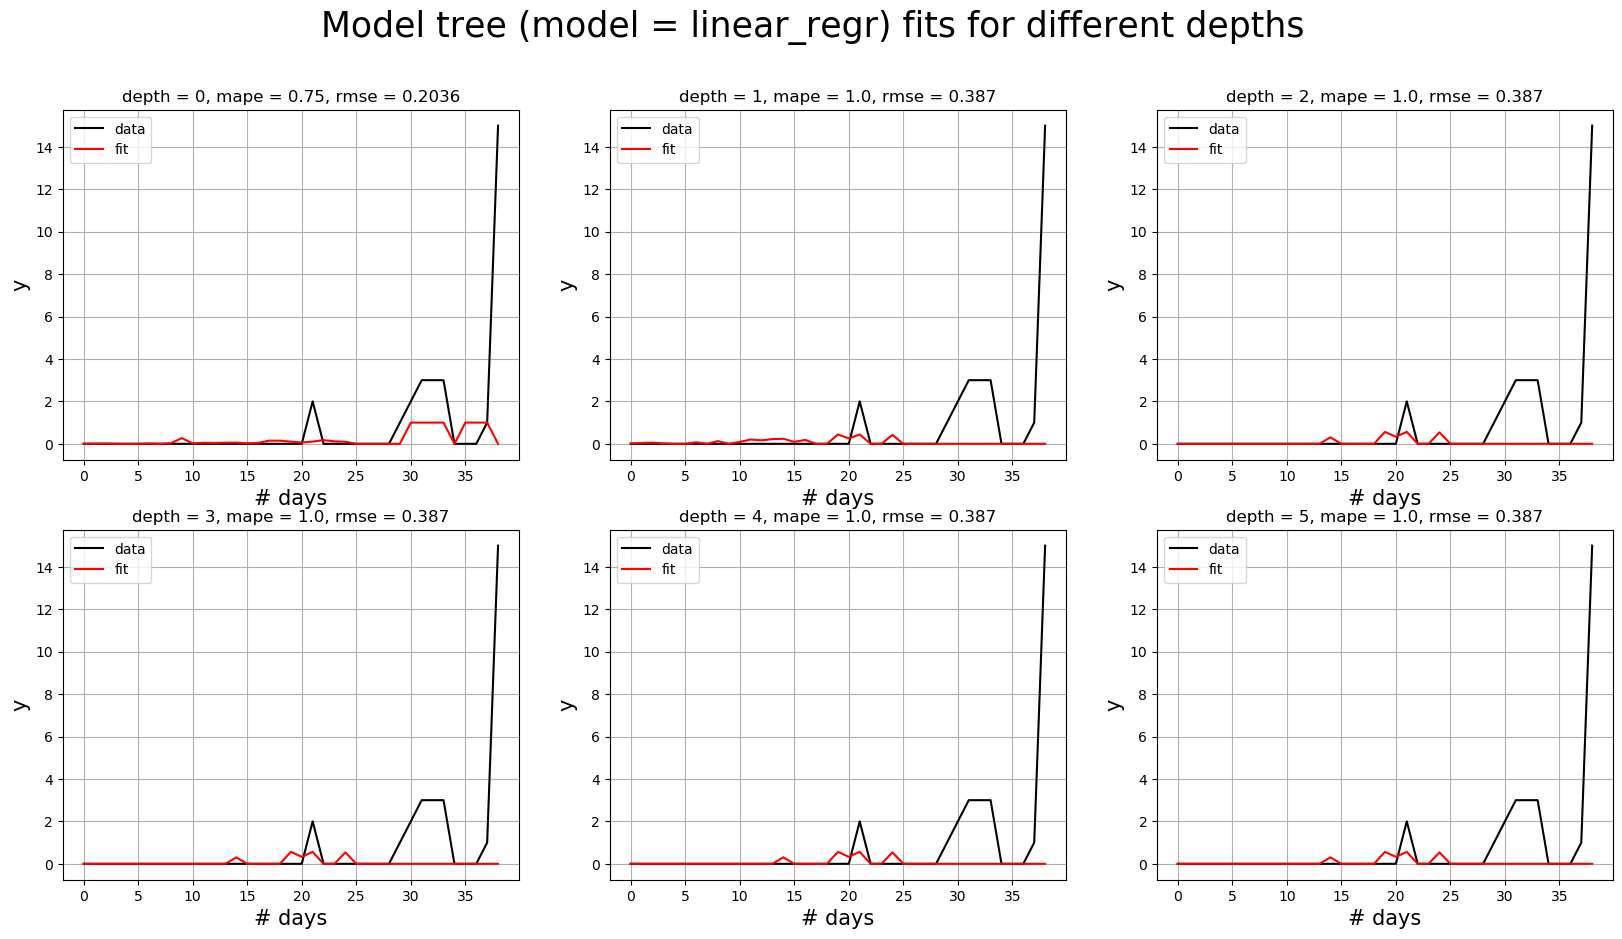 Model tree (model = linear_regr) fits for different depths
depth = 0, mape = 0.75, rmse = 0.2036
data
fit
14
12
10
8
6
4
2
0
y
0 5 10 15 20 25 30 35
# days
depth = 1, mape = 1.0, rmse = 0.387
data
fit
14
12
10
8
6
4
2
0
y
0 5 10 15 20 25 30 35
# days
depth = 2, mape = 1.0, rmse = 0.387
data
fit
14
12
10
8
6
4
2
0
y
0 5 10 15 20 25 30 35
# days
depth = 3, mape = 1.0, rmse = 0.387
data
fit
14
12
10
8
6
4
2
0
y
0 5 10 15 20 25 30 35
# days
depth = 4, mape = 1.0, rmse = 0.387
data
fit
14
12
10
8
6
4
2
0
y
0 5 10 15 20 25 30 35
# days
depth = 5, mape = 1.0, rmse = 0.387
data
fit
14
12
10
8
6
4
2
0
y
0 5 10 15 20 25 30 35
# days